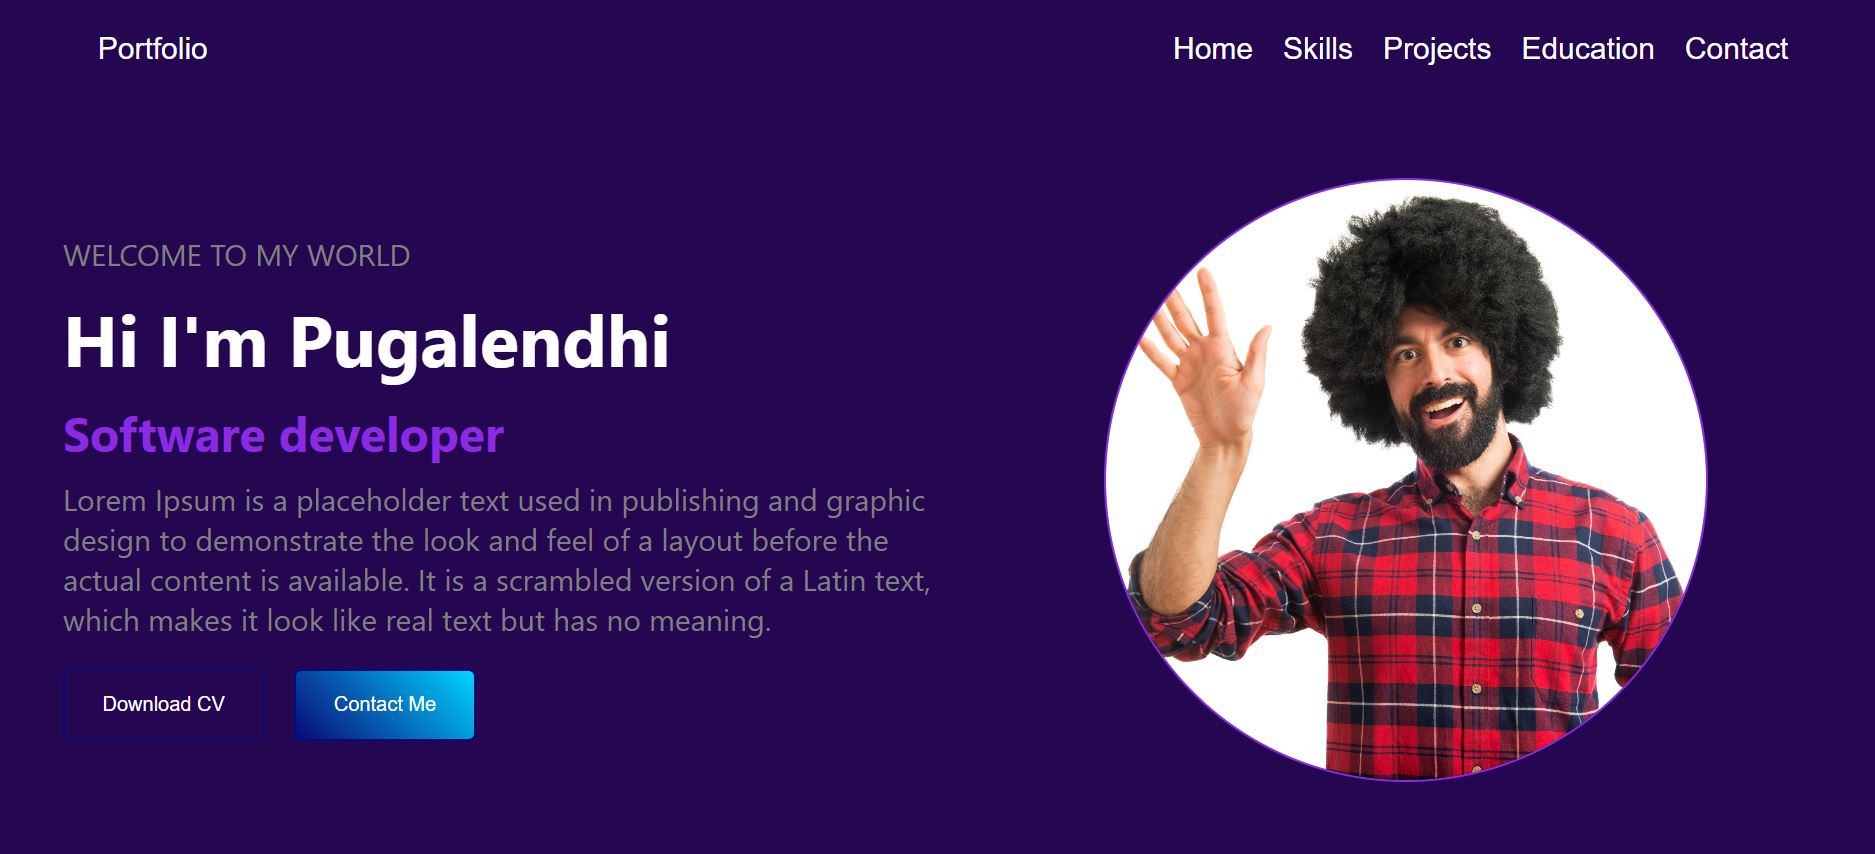 Portfolio
Home Skills Projects Education Contact
WELCOME TO MY WORLD
Hi I'm Pugalendhi
Software developer
Lorem Ipsum is a placeholder text used in publishing and graphic
design to demonstrate the look and feel of a layout before the
actual content is available. It is a scrambled version of a Latin text,
which makes it look like real text but has no meaning.
Download CV
Contact Me